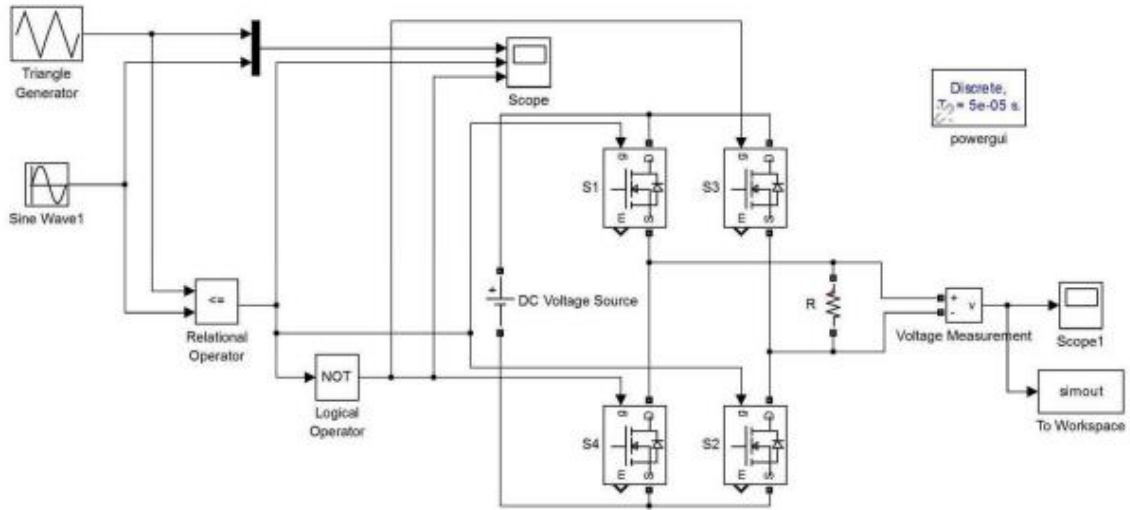 Triangle
Generator
Scope
Discrete,
= 5e-05 s.
powergui
Sine Wave1
g
D
S1
m
S
g
D
S3
m
S
<=
Relational
Operator
+
DC Voltage Source
R
+
-
v
Voltage Measurement
Scope1
NOT
Logical
Operator
simout
To Workspace
g
D
S4
m
S
g
D
S2
m
S